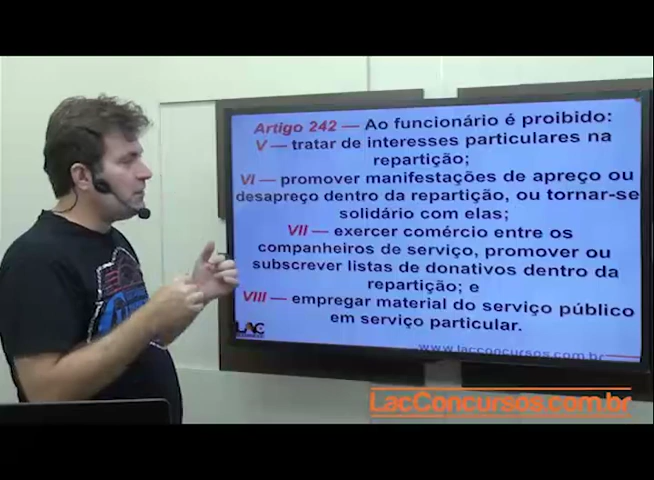 Artigo 242 — Ao funcionário é proibido:
V — tratar de interesses particulares na
repartição;
VI — promover manifestações de apreço ou
desapreço dentro da repartição, ou tornar-se
solidário com elas;
VII — exercer comércio entre os
companheiros de serviço, promover ou
subscrever listas de donativos dentro da
repartição; e
VIII — empregar material do serviço público
em serviço particular.
LAC
www.lacconcursos.com.br
LacConcursos.com.br